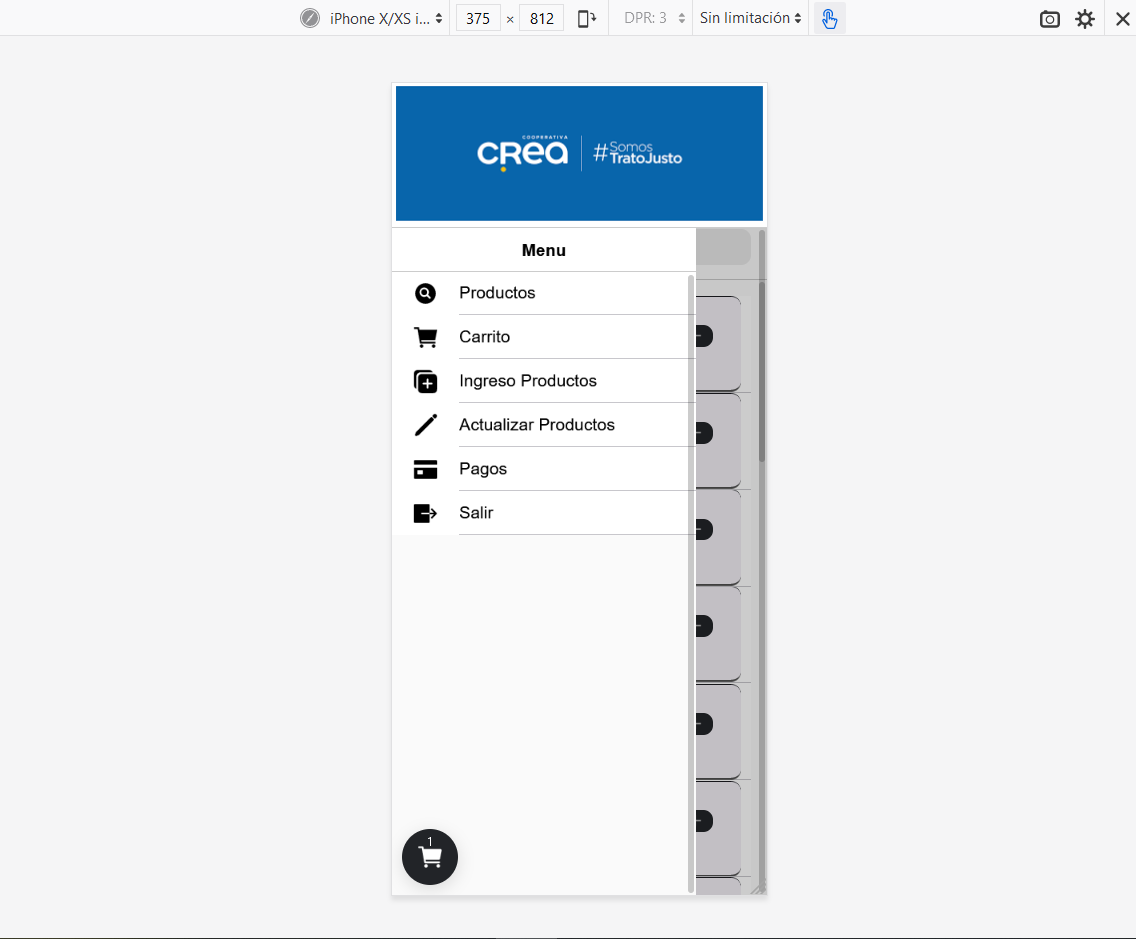 iPhone X/XS i...
375 × 812
DPR: 3
Sin limitación
COOPERATIVA
crea
#Somos
TratoJusto
Menu
Productos
Carrito
Ingreso Productos
Actualizar Productos
Pagos
Salir
1